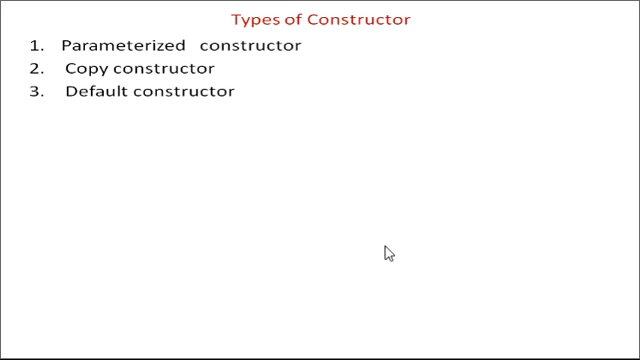 Types of Constructor
1. Parameterized constructor
2. Copy constructor
3. Default constructor